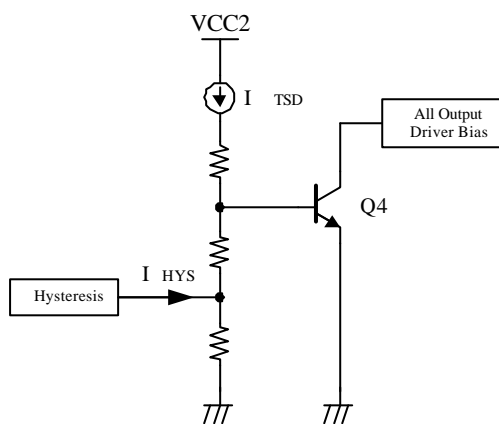 VCC2
I TSD
All Output
Driver Bias
Q4
I HYS
Hysteresis